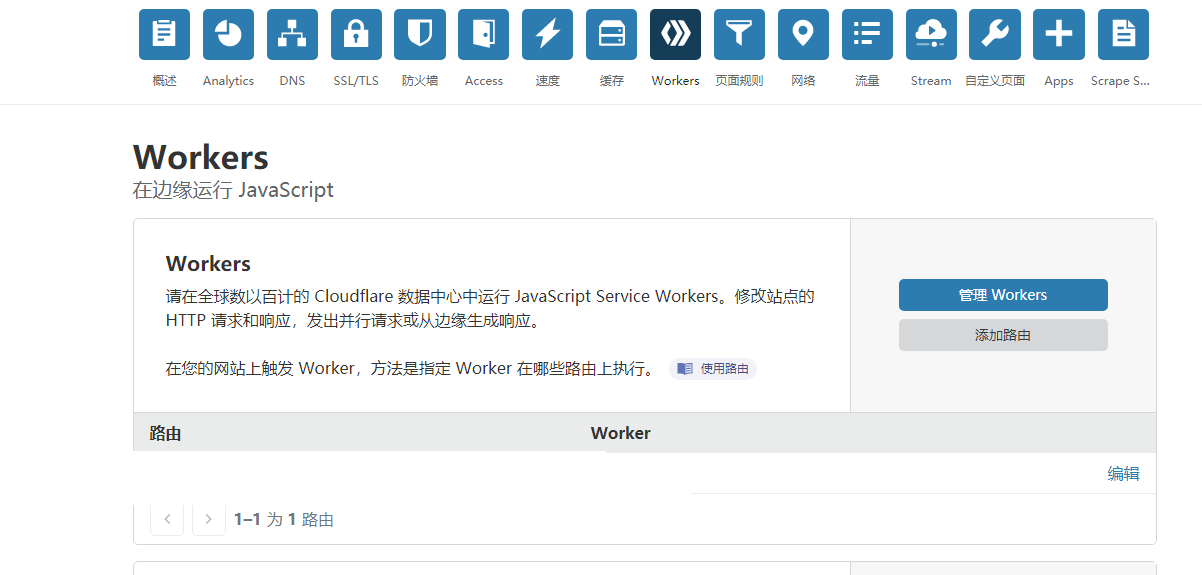 概述 Analytics DNS SSL/TLS 防火墙 Access 速度 缓存 Workers 页面规则 网络 流量 Stream 自定义页面 Apps Scrape S...
Workers
在边缘运行 JavaScript
Workers
请在全球数以百计的 Cloudflare 数据中心中运行 JavaScript Service Workers。修改站点的
HTTP 请求和响应，发出并行请求或从边缘生成响应。
在您的网站上触发 Worker，方法是指定 Worker 在哪些路由上执行。 使用路由
管理 Workers
添加路由
路由 Worker
编辑
1–1 为 1 路由